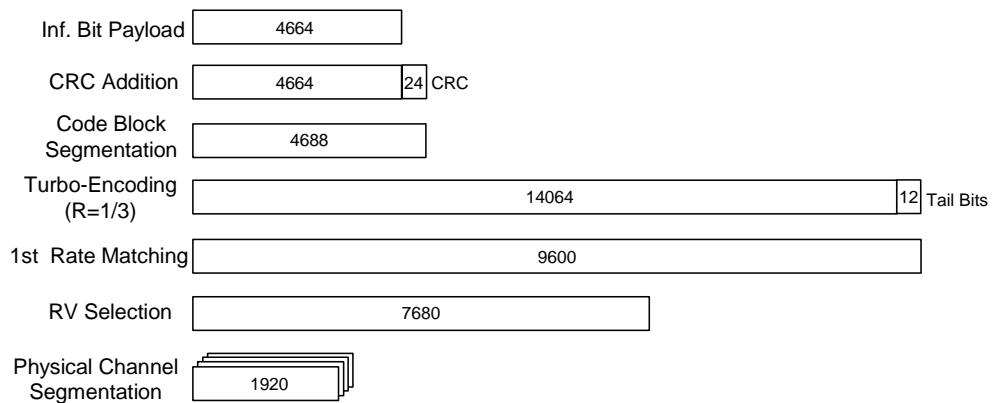 Inf. Bit Payload
4664
CRC Addition
4664
24
CRC
Code Block
Segmentation
4688
Turbo-Encoding
(R=1/3)
14064
12
Tail Bits
1st Rate Matching
9600
RV Selection
7680
Physical Channel
Segmentation
1920